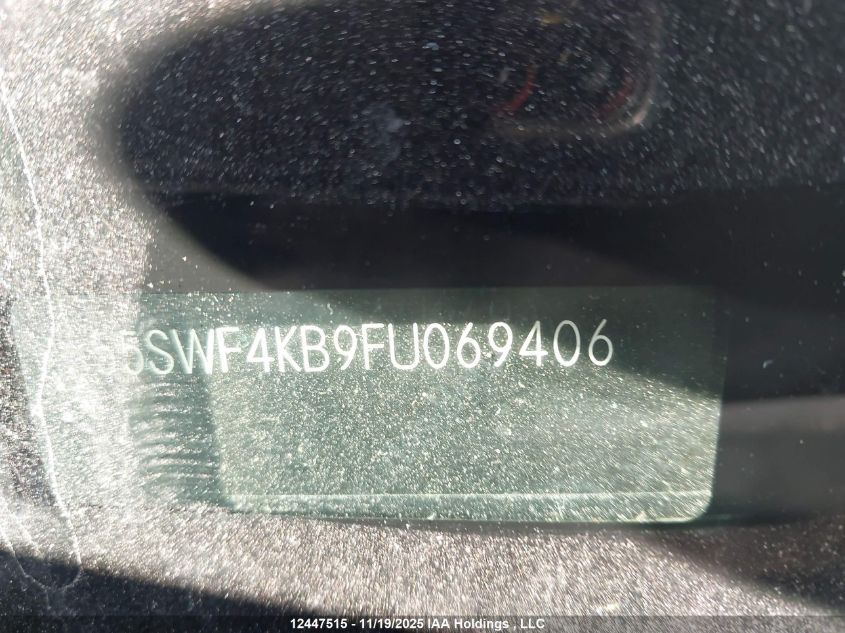 5SWF4KB9FU069406
12447515 - 11/19/2025 IAA Holdings , LLC